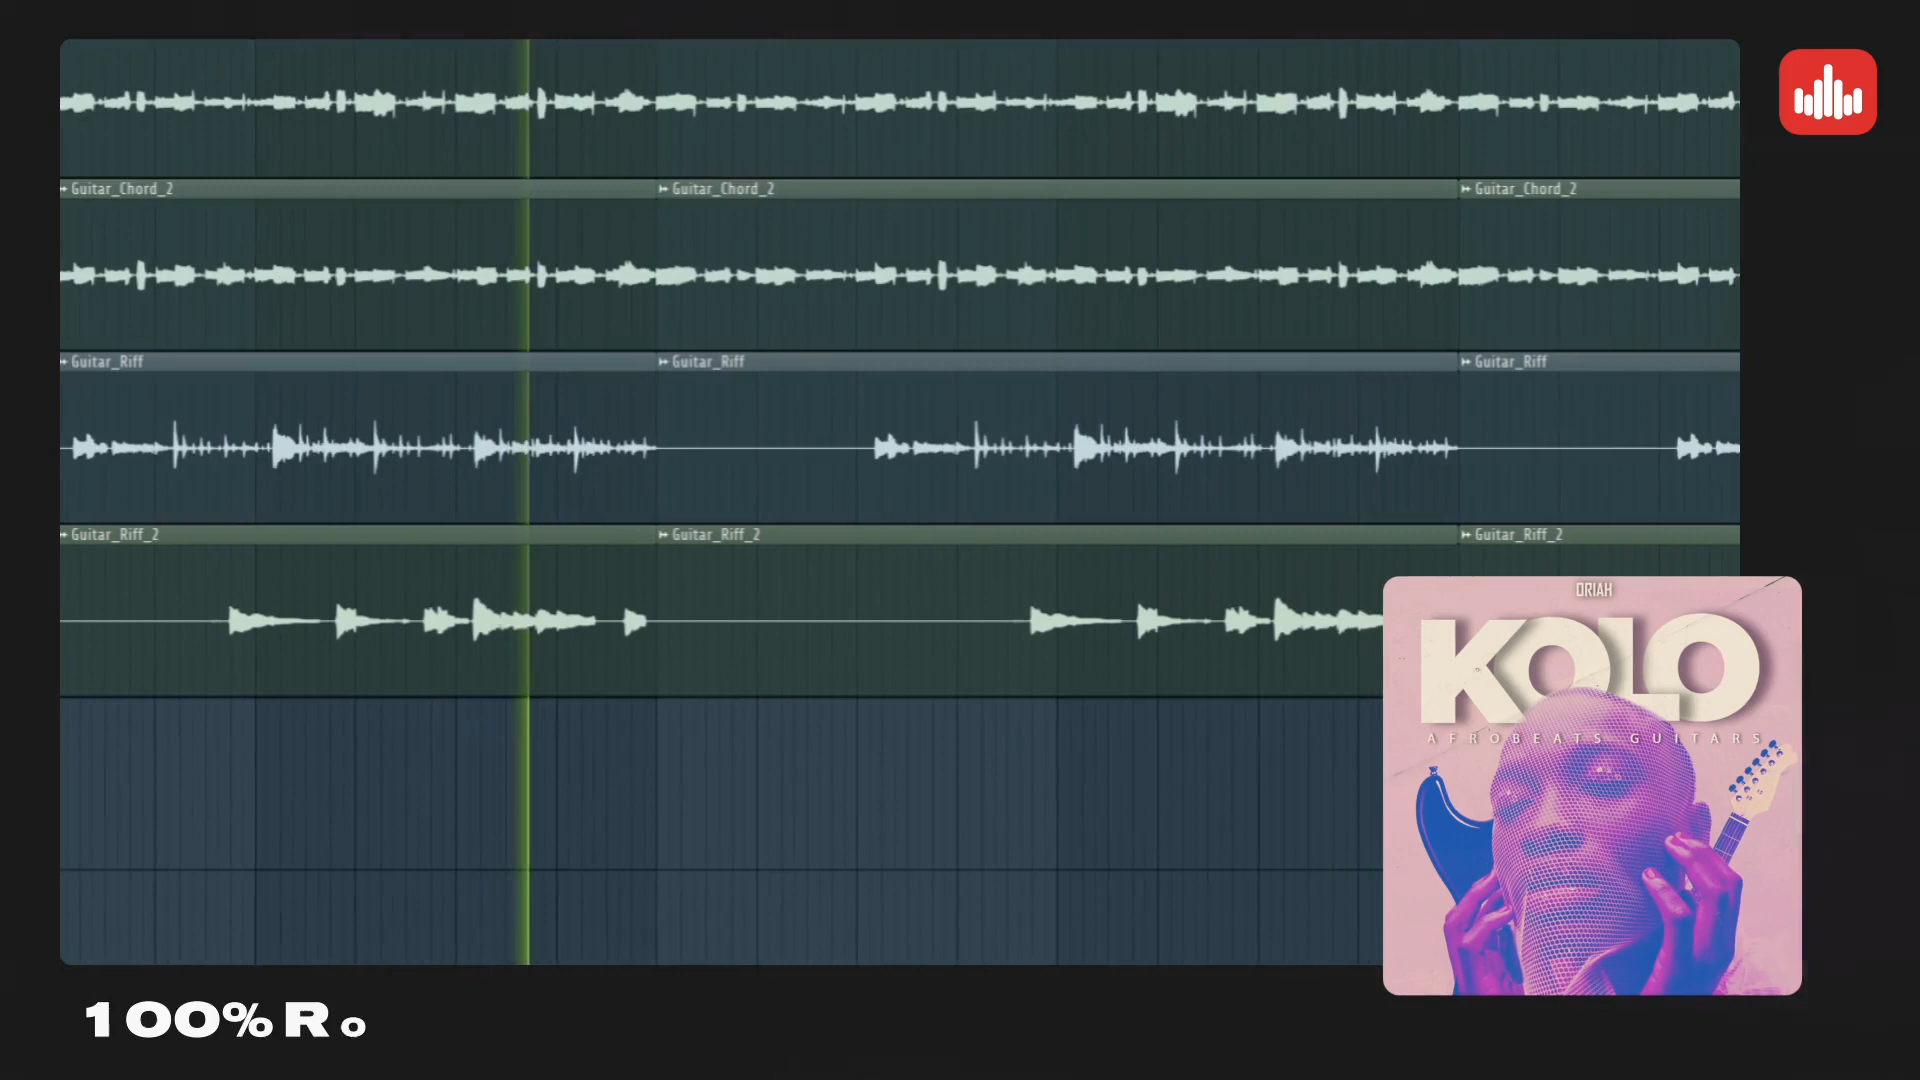 Guitar_Chord_2 Guitar_Chord_2 Guitar_Chord_2
Guitar_Riff Guitar_Riff Guitar_Riff
Guitar_Riff_2 Guitar_Riff_2 Guitar_Riff_2
ORIAH
KOLO
AFROBEATS GUITARS
100% Ro